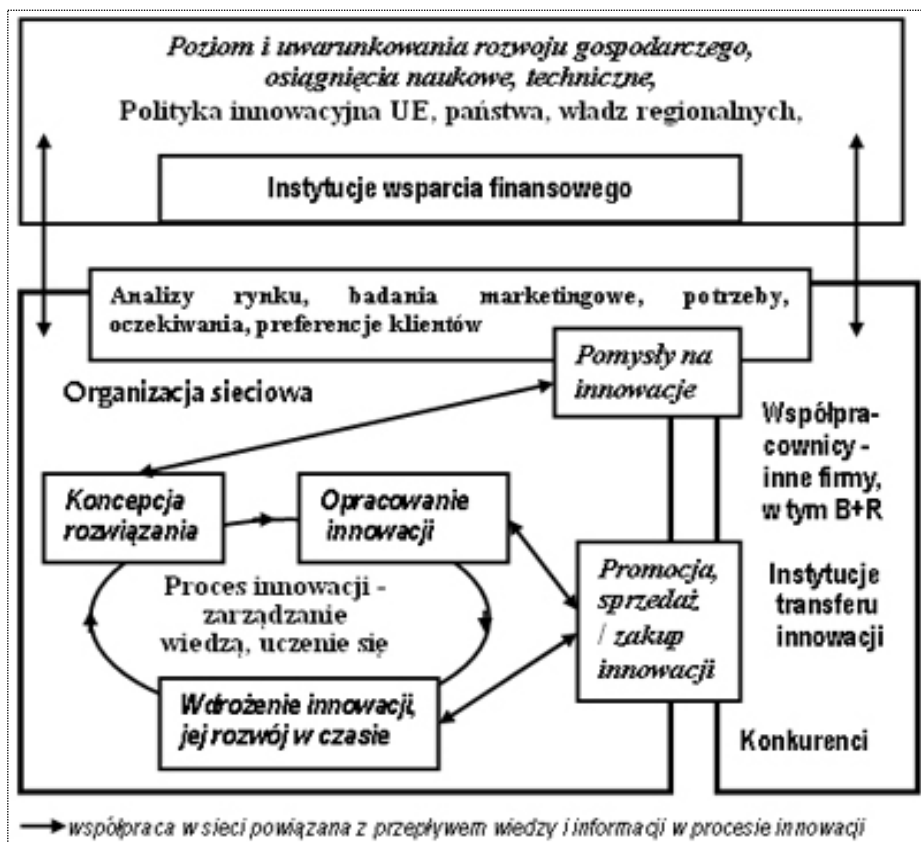 Poziom i uwarunkowania rozwoju gospodarczego,
osiągnięcia naukowe, techniczne,
Polityka innowacyjna UE, państwa, władz regionalnych,
Instytucje wsparcia finansowego
Analizy rynku, badania marketingowe, potrzeby,
oczekiwania, preferencje klientów
Pomysły na
innowacje
Organizacja sieciowa
Współpra-
cownicy -
inne firmy,
w tym B+R
Koncepcja
rozwiązania
Opracowanie
innowacji
Promocja,
sprzedaż
/ zakup
innowacji
Instytucje
transferu
innowacji
Proces innowacji -
zarządzanie
wiedzą, uczenie się
Wdrożenie innowacji,
jej rozwój w czasie
Konkurenci
współpraca w sieci powiązana z przepływem wiedzy i informacji w procesie innowacji